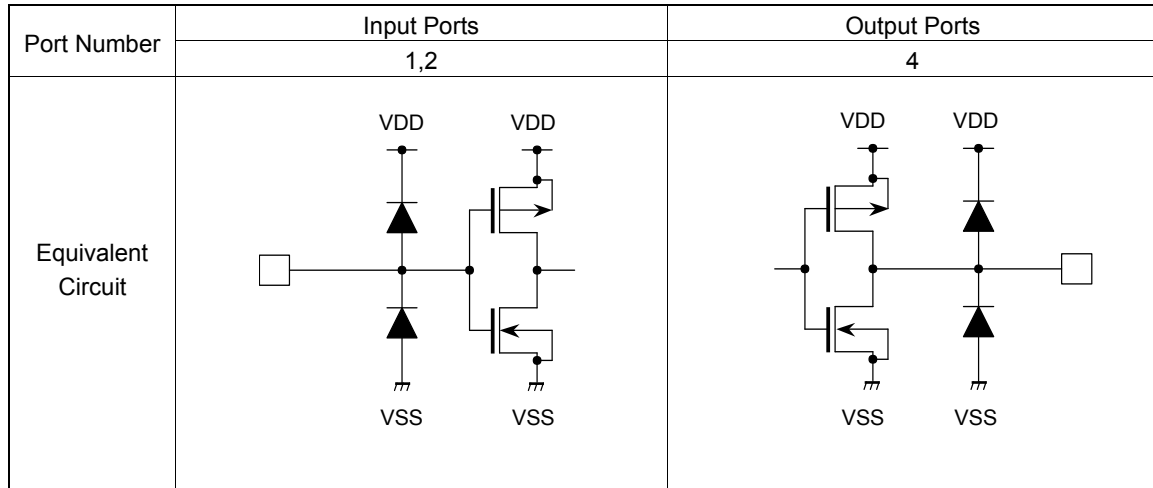 Port Number
Input Ports
Output Ports
1,2
4
Equivalent
Circuit
VDD VDD
VSS VSS
VDD VDD
VSS VSS